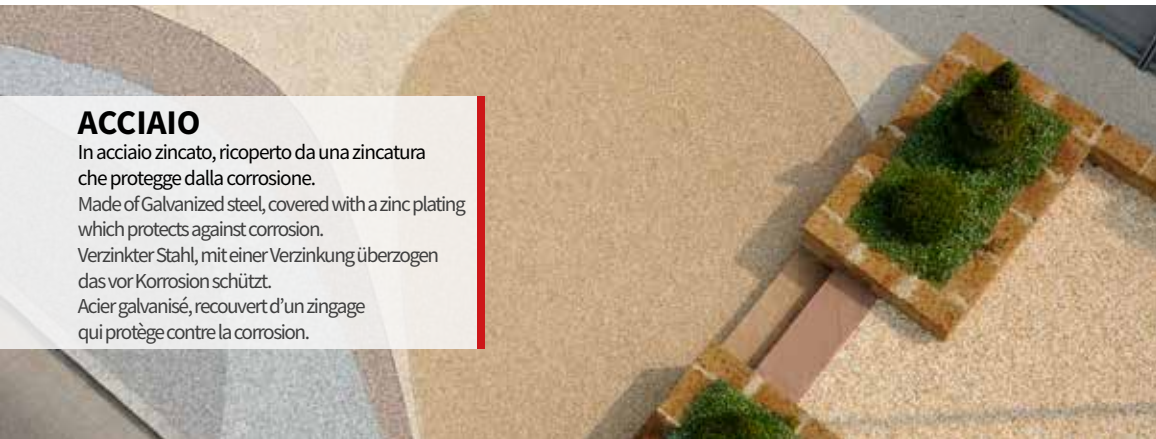 ACCIAIO
In acciaio zincato, ricoperto da una zincatura
che protegge dalla corrosione.
Made of Galvanized steel, covered with a zinc plating
which protects against corrosion.
Verzinkter Stahl, mit einer Verzinkung überzogen
das vor Korrosion schützt.
Acier galvanisé, recouvert d’un zingage
qui protège contre la corrosion.